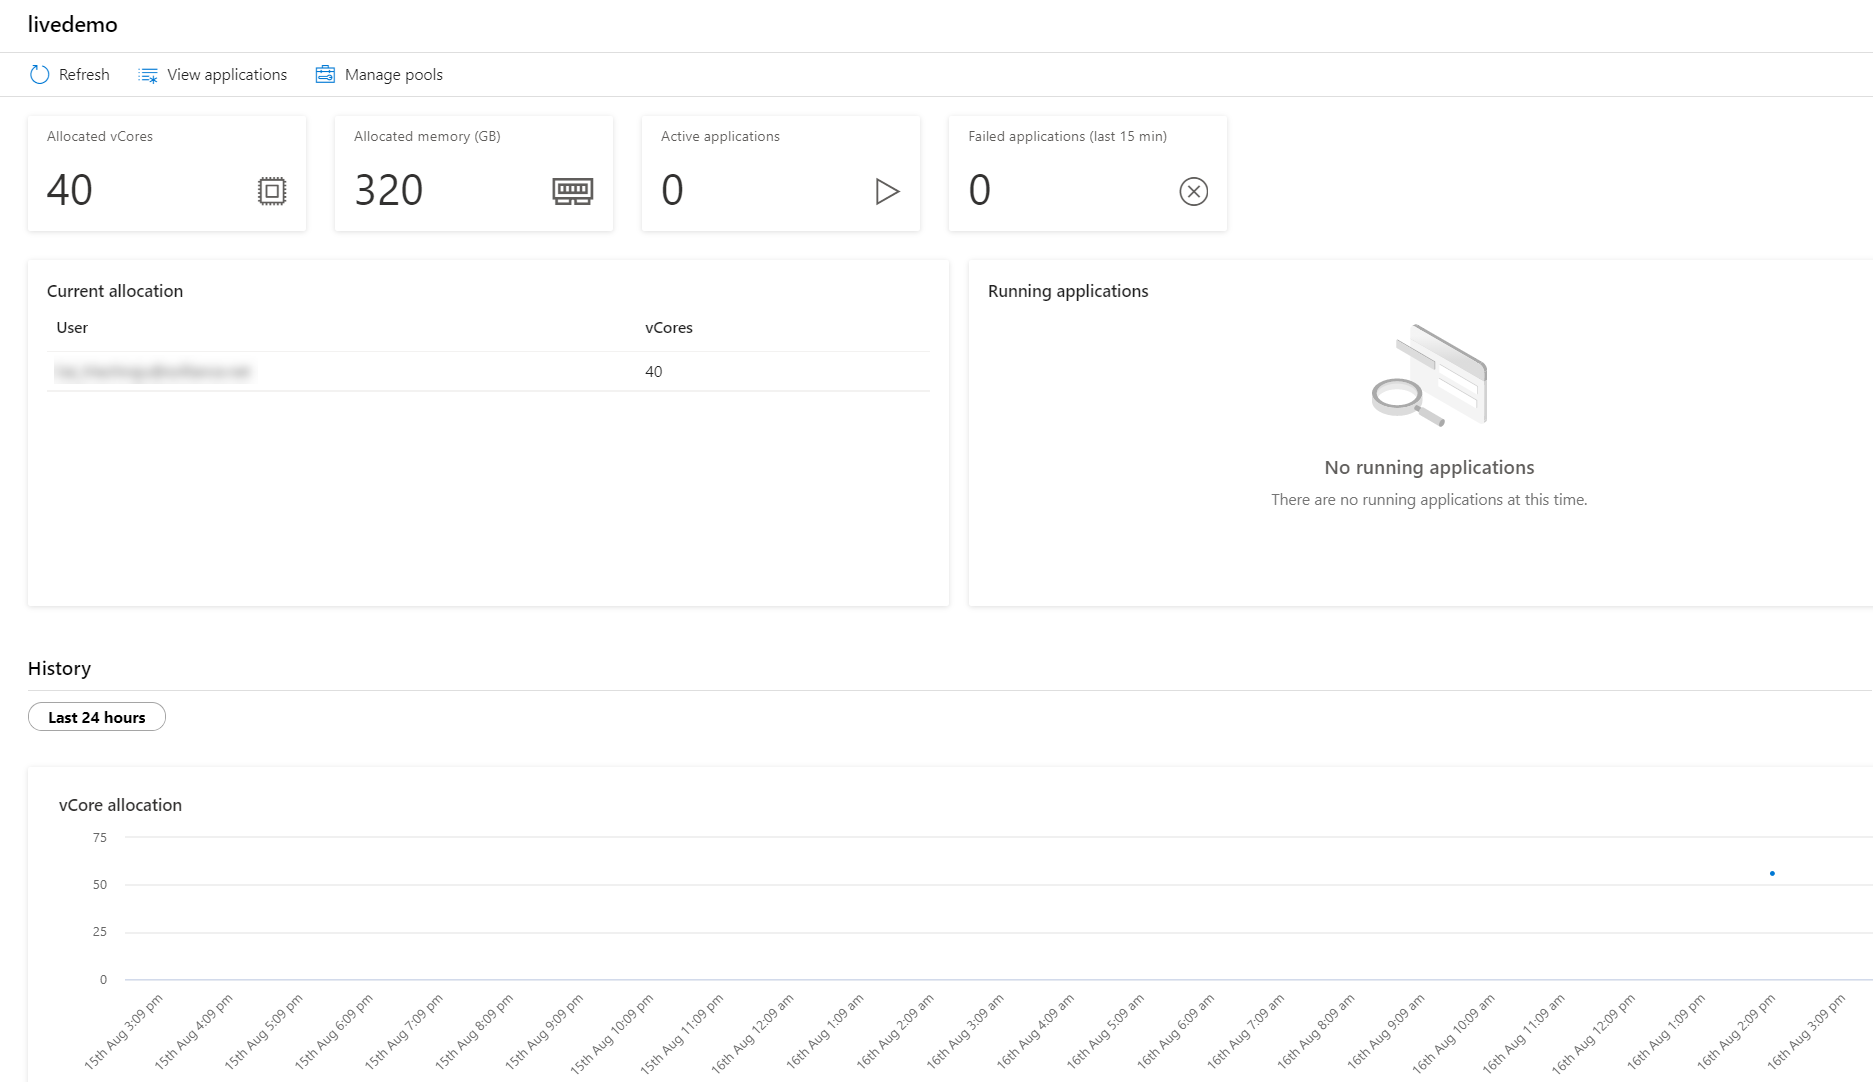 livedemo
Refresh View applications Manage pools
Allocated vCores
40
Allocated memory (GB)
320
Active applications
0
Failed applications (last 15 min)
0
Current allocation
User vCores
40
Running applications
No running applications
There are no running applications at this time.
History
Last 24 hours
vCore allocation
75
50
25
0
15th Aug 3:09 pm
15th Aug 4:09 pm
15th Aug 5:09 pm
15th Aug 6:09 pm
15th Aug 7:09 pm
15th Aug 8:09 pm
15th Aug 9:09 pm
15th Aug 10:09 pm
15th Aug 11:09 pm
16th Aug 12:09 am
16th Aug 1:09 am
16th Aug 2:09 am
16th Aug 3:09 am
16th Aug 4:09 am
16th Aug 5:09 am
16th Aug 6:09 am
16th Aug 7:09 am
16th Aug 8:09 am
16th Aug 9:09 am
16th Aug 10:09 am
16th Aug 11:09 am
16th Aug 12:09 pm
16th Aug 1:09 pm
16th Aug 2:09 pm
16th Aug 3:09 pm